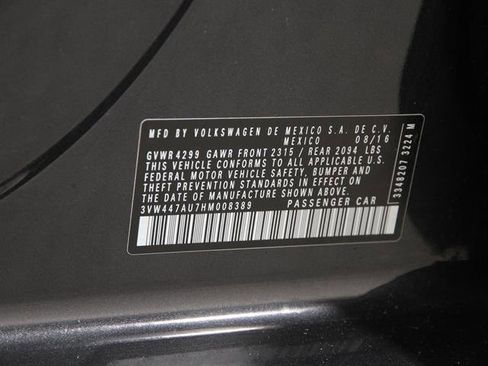 MFD BY VOLKSWAGEN DE MEXICO S.A. DE C.V.
MEXICO 08/16
GVWR 4299 GAWR FRONT 2315 / REAR 2094 LBS
THIS VEHICLE CONFORMS TO ALL APPLICABLE U.S.
FEDERAL MOTOR VEHICLE SAFETY, BUMPER AND
THEFT PREVENTION STANDARDS IN EFFECT ON
THE DATE OF MANUFACTURE SHOWN ABOVE
3VW447AU7HM008389 PASSENGER CAR
3348207 3224 M